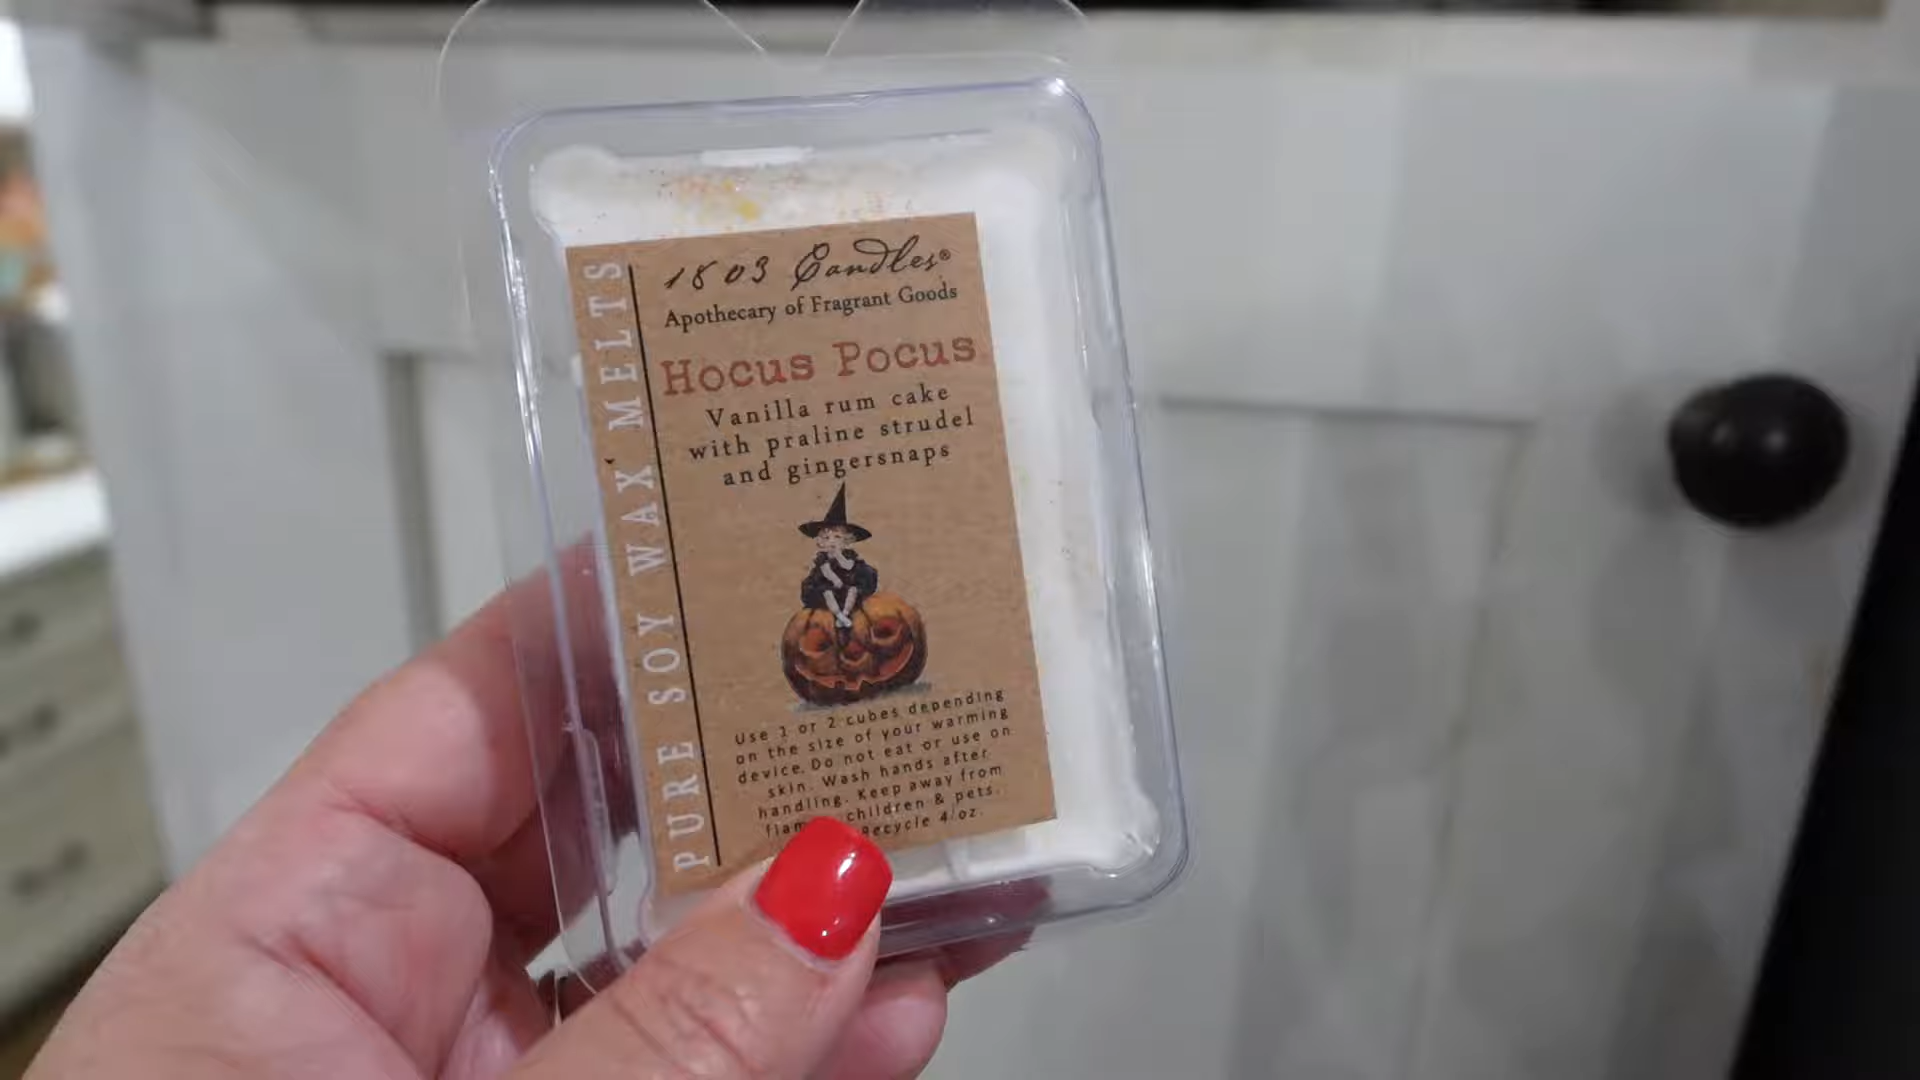 1803 Candles®
Apothecary of Fragrant Goods
Hocus Pocus
Vanilla rum cake
with praline strudel
and gingersnaps
Use 1 or 2 cubes depending
on the size of your warming
device. Do not eat or use on
skin. Wash hands after
handling. Keep away from
children & pets.
Recycle 4 oz.
PURE SOY WAX MELTS